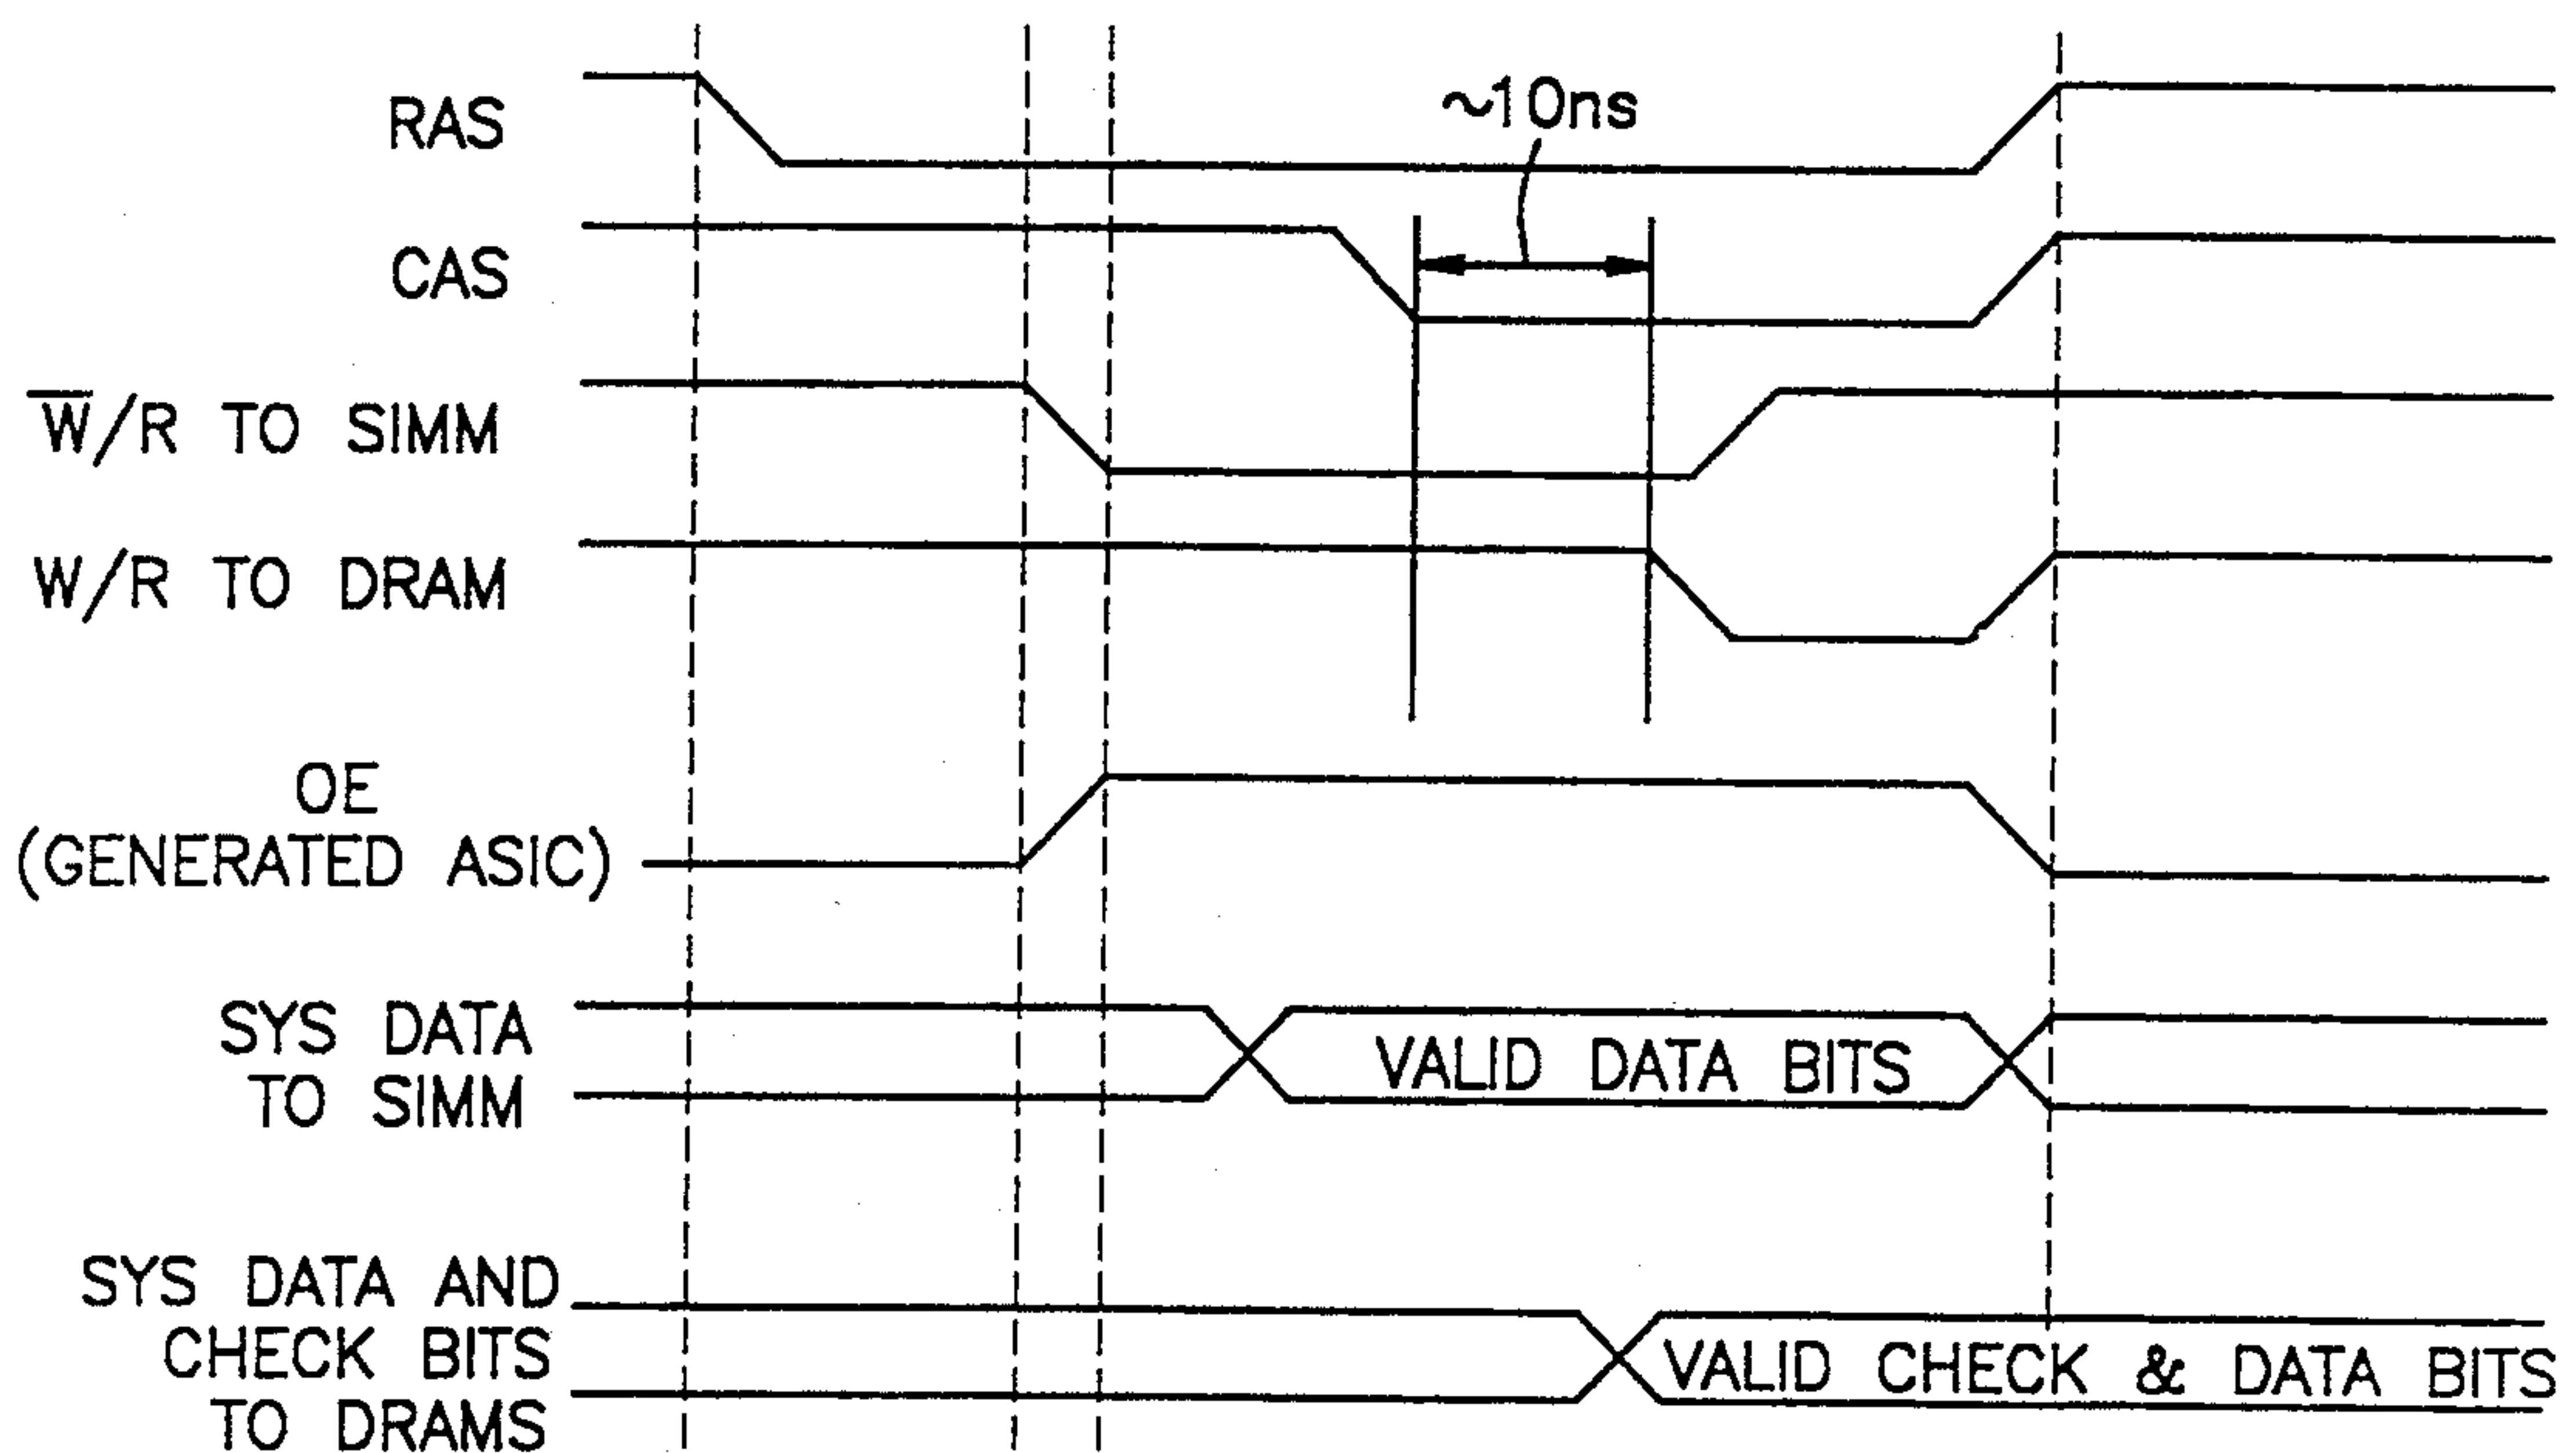 RAS
~10ns
CAS
W̅/R TO SIMM
W/R TO DRAM
OE
(GENERATED ASIC)
SYS DATA
TO SIMM
VALID DATA BITS
SYS DATA AND
CHECK BITS
TO DRAMS
VALID CHECK & DATA BITS